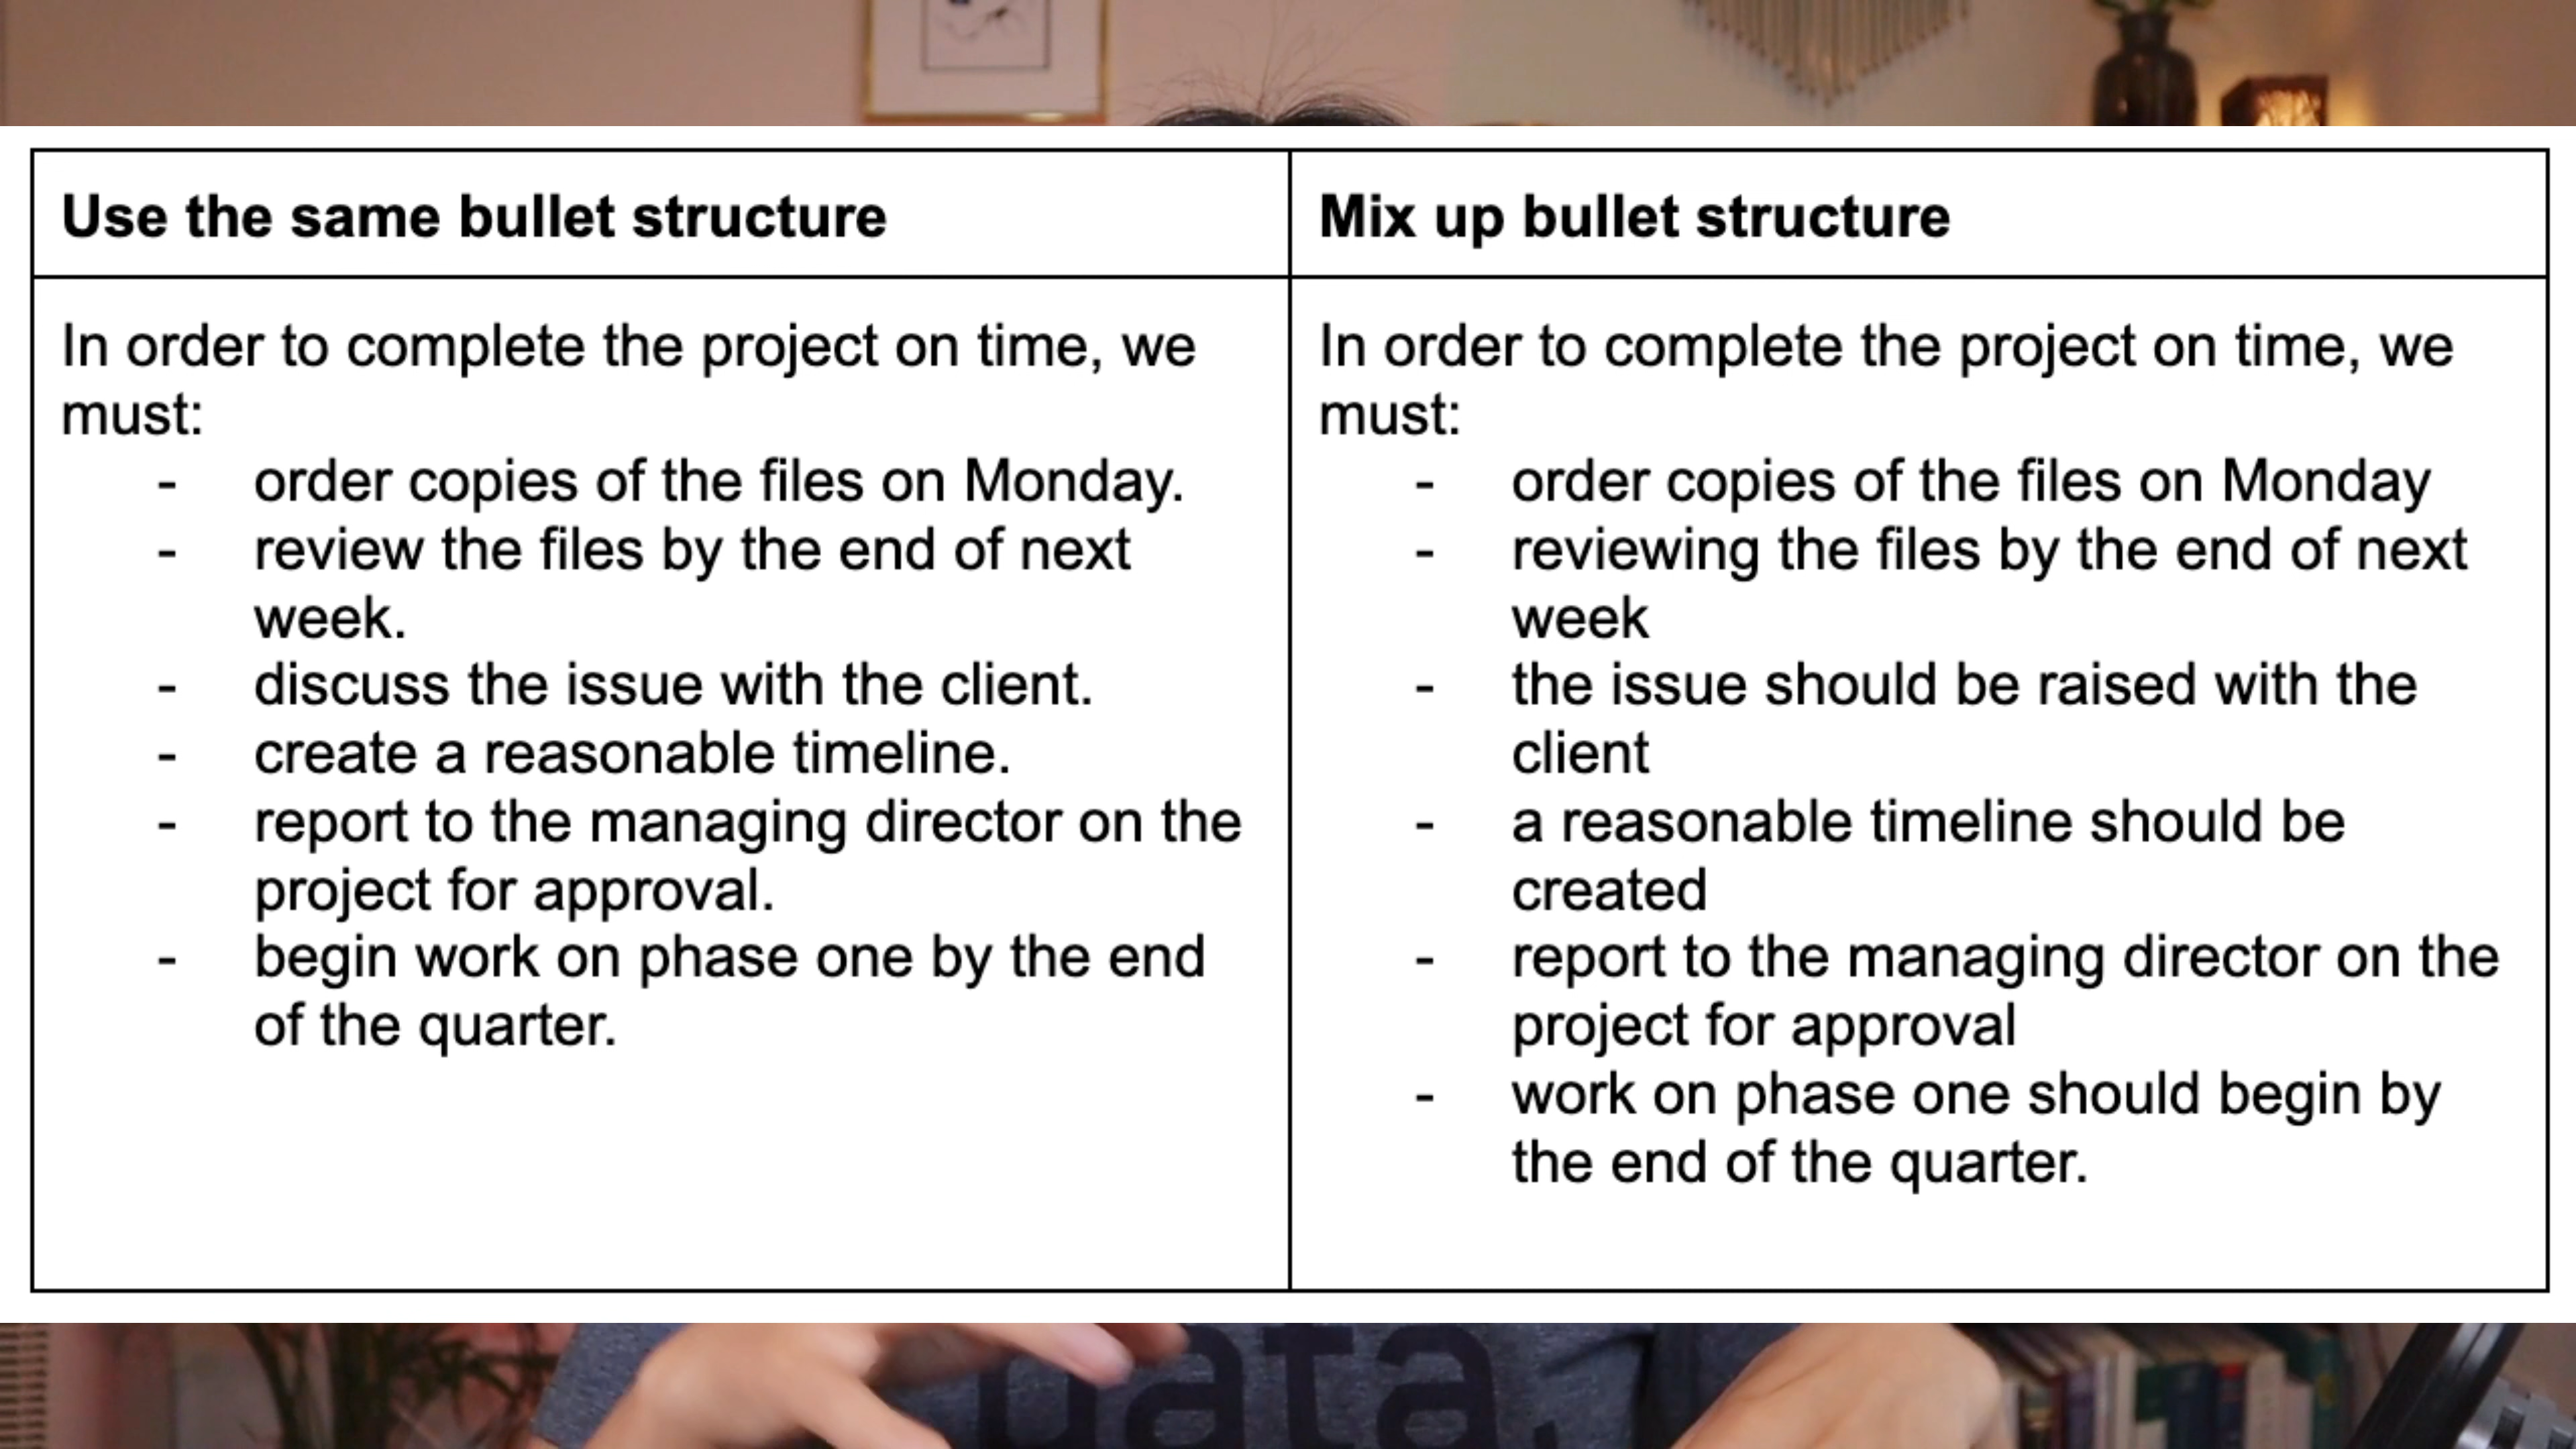 Use the same bullet structure
Mix up bullet structure
In order to complete the project on time, we
must:
- order copies of the files on Monday.
- review the files by the end of next
week.
- discuss the issue with the client.
- create a reasonable timeline.
- report to the managing director on the
project for approval.
- begin work on phase one by the end
of the quarter.
In order to complete the project on time, we
must:
- order copies of the files on Monday
- reviewing the files by the end of next
week
- the issue should be raised with the
client
- a reasonable timeline should be
created
- report to the managing director on the
project for approval
- work on phase one should begin by
the end of the quarter.
data.